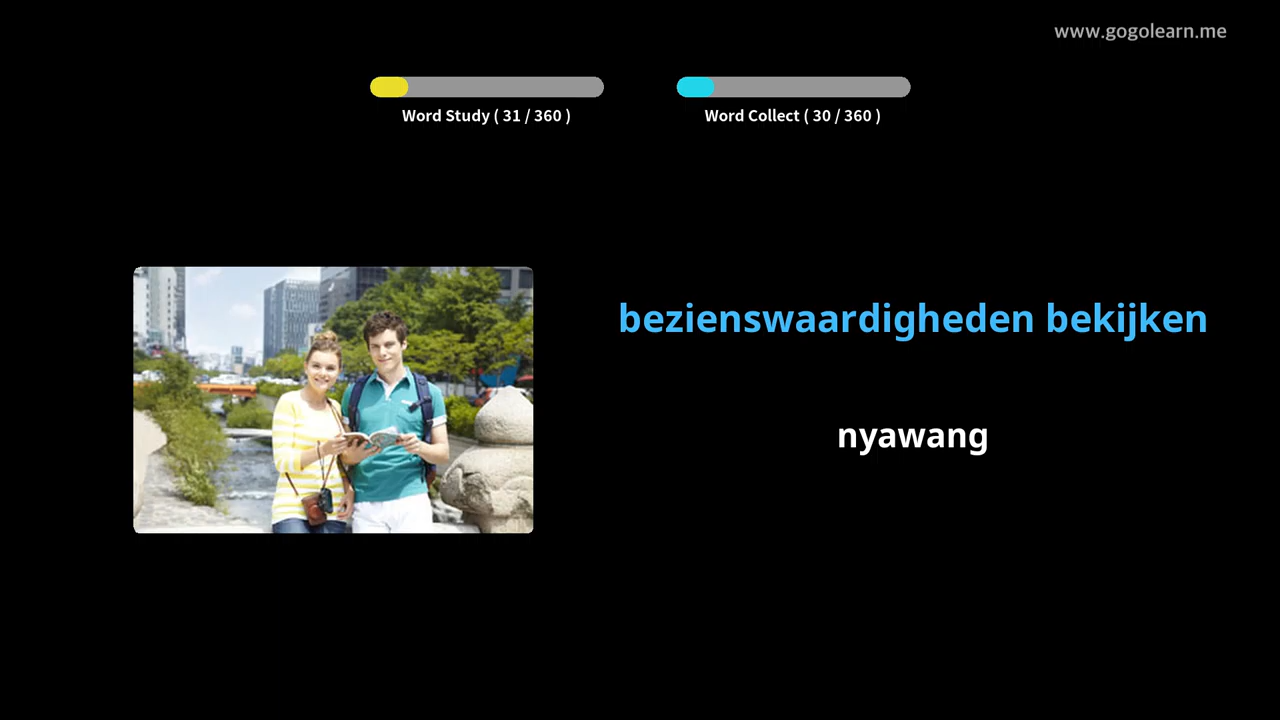 www.gogolearn.me
Word Study ( 31 / 360 )
Word Collect ( 30 / 360 )
bezienswaardigheden bekijken
nyawang